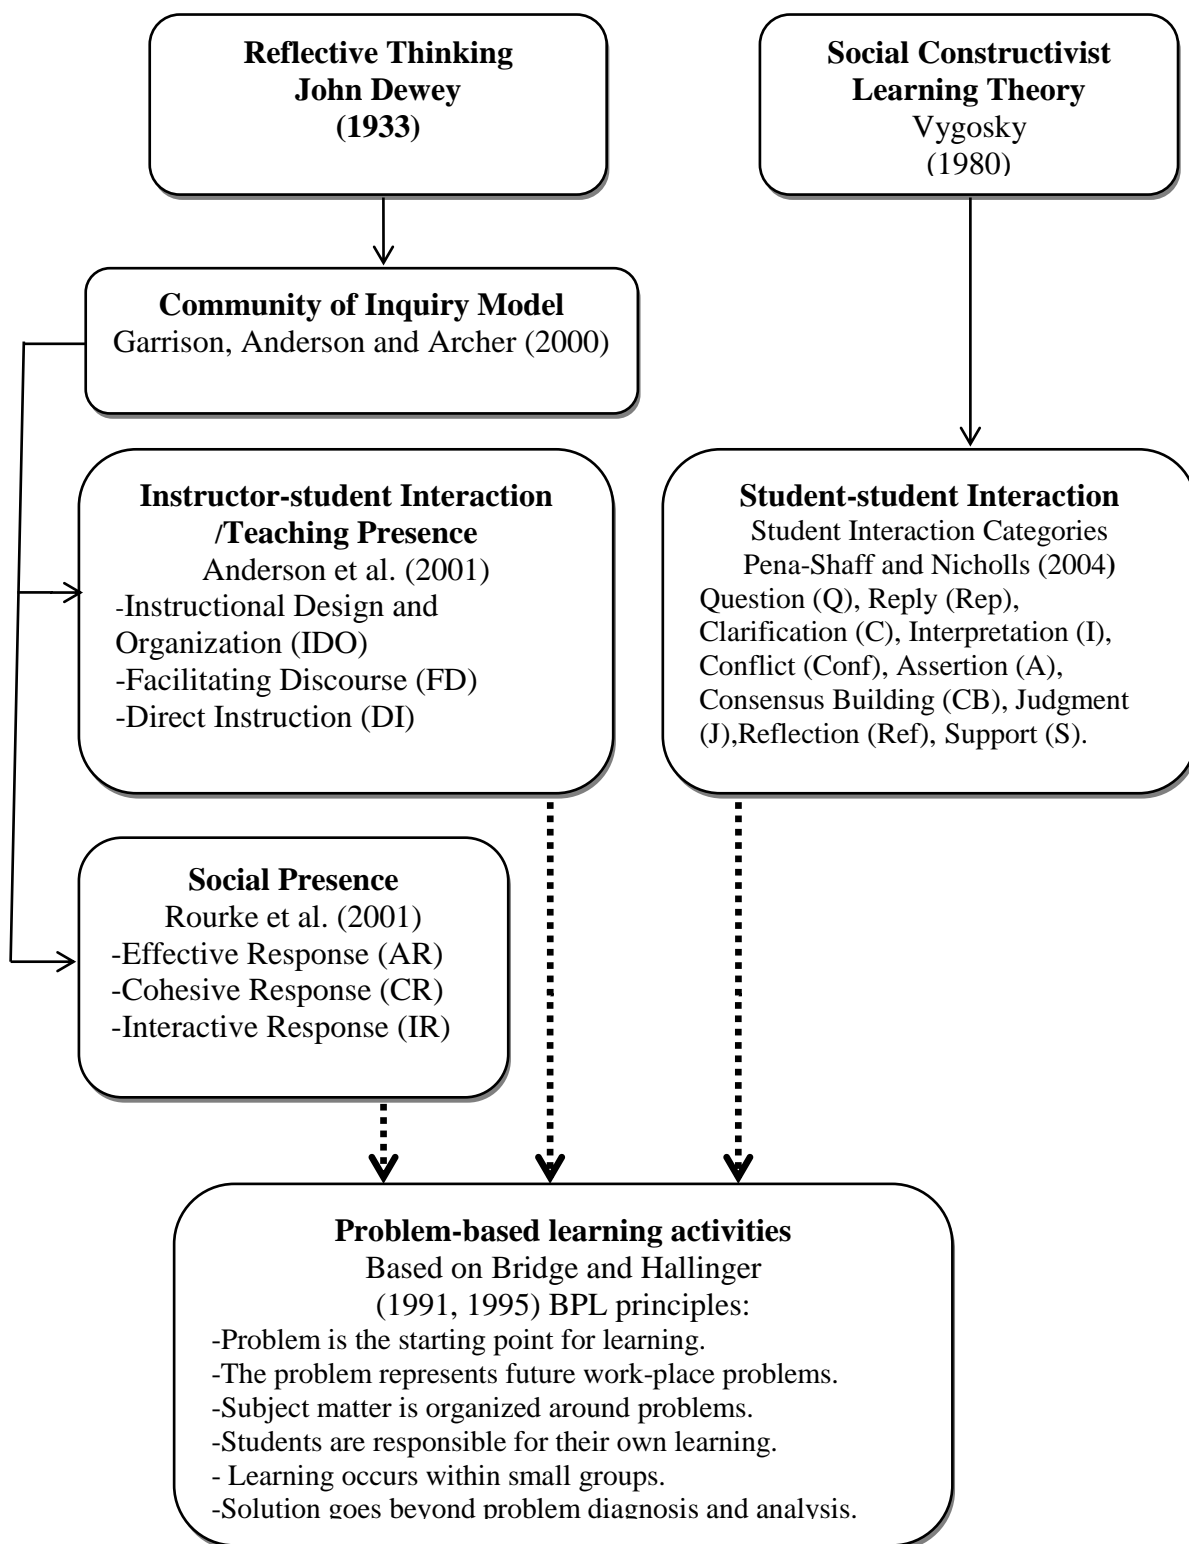 Reflective Thinking
John Dewey
(1933)
Social Constructivist
Learning Theory
Vygosky
(1980)
Community of Inquiry Model
Garrison, Anderson and Archer (2000)
Instructor-student Interaction
/Teaching Presence
Anderson et al. (2001)
-Instructional Design and
Organization (IDO)
-Facilitating Discourse (FD)
-Direct Instruction (DI)
Student-student Interaction
Student Interaction Categories
Pena-Shaff and Nicholls (2004)
Question (Q), Reply (Rep),
Clarification (C), Interpretation (I),
Conflict (Conf), Assertion (A),
Consensus Building (CB), Judgment
(J),Reflection (Ref), Support (S).
Social Presence
Rourke et al. (2001)
-Effective Response (AR)
-Cohesive Response (CR)
-Interactive Response (IR)
Problem-based learning activities
Based on Bridge and Hallinger
(1991, 1995) BPL principles:
-Problem is the starting point for learning.
-The problem represents future work-place problems.
-Subject matter is organized around problems.
-Students are responsible for their own learning.
- Learning occurs within small groups.
-Solution goes beyond problem diagnosis and analysis.